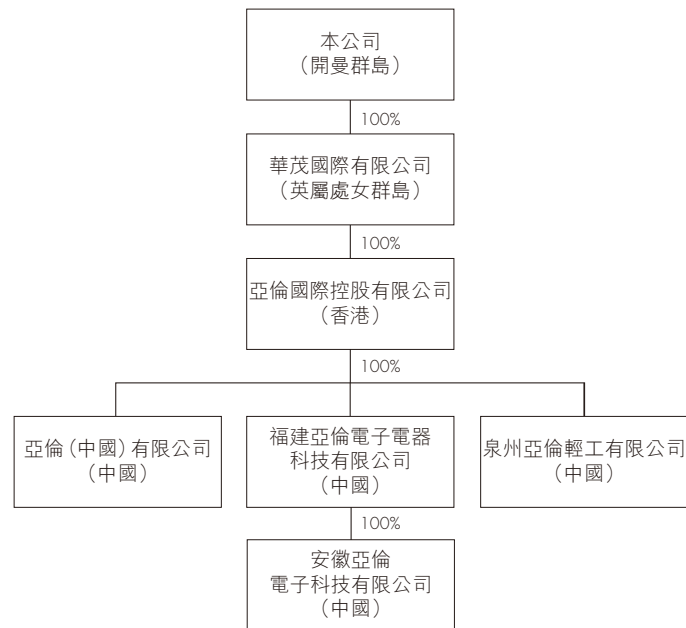 本公司
（開曼群島）
100%
華茂國際有限公司
（英屬處女群島）
100%
亞倫國際控股有限公司
（香港）
100%
亞倫（中國）有限公司
（中國）
福建亞倫電子電器
科技有限公司
（中國）
泉州亞倫輕工有限公司
（中國）
100%
安徽亞倫
電子科技有限公司
（中國）